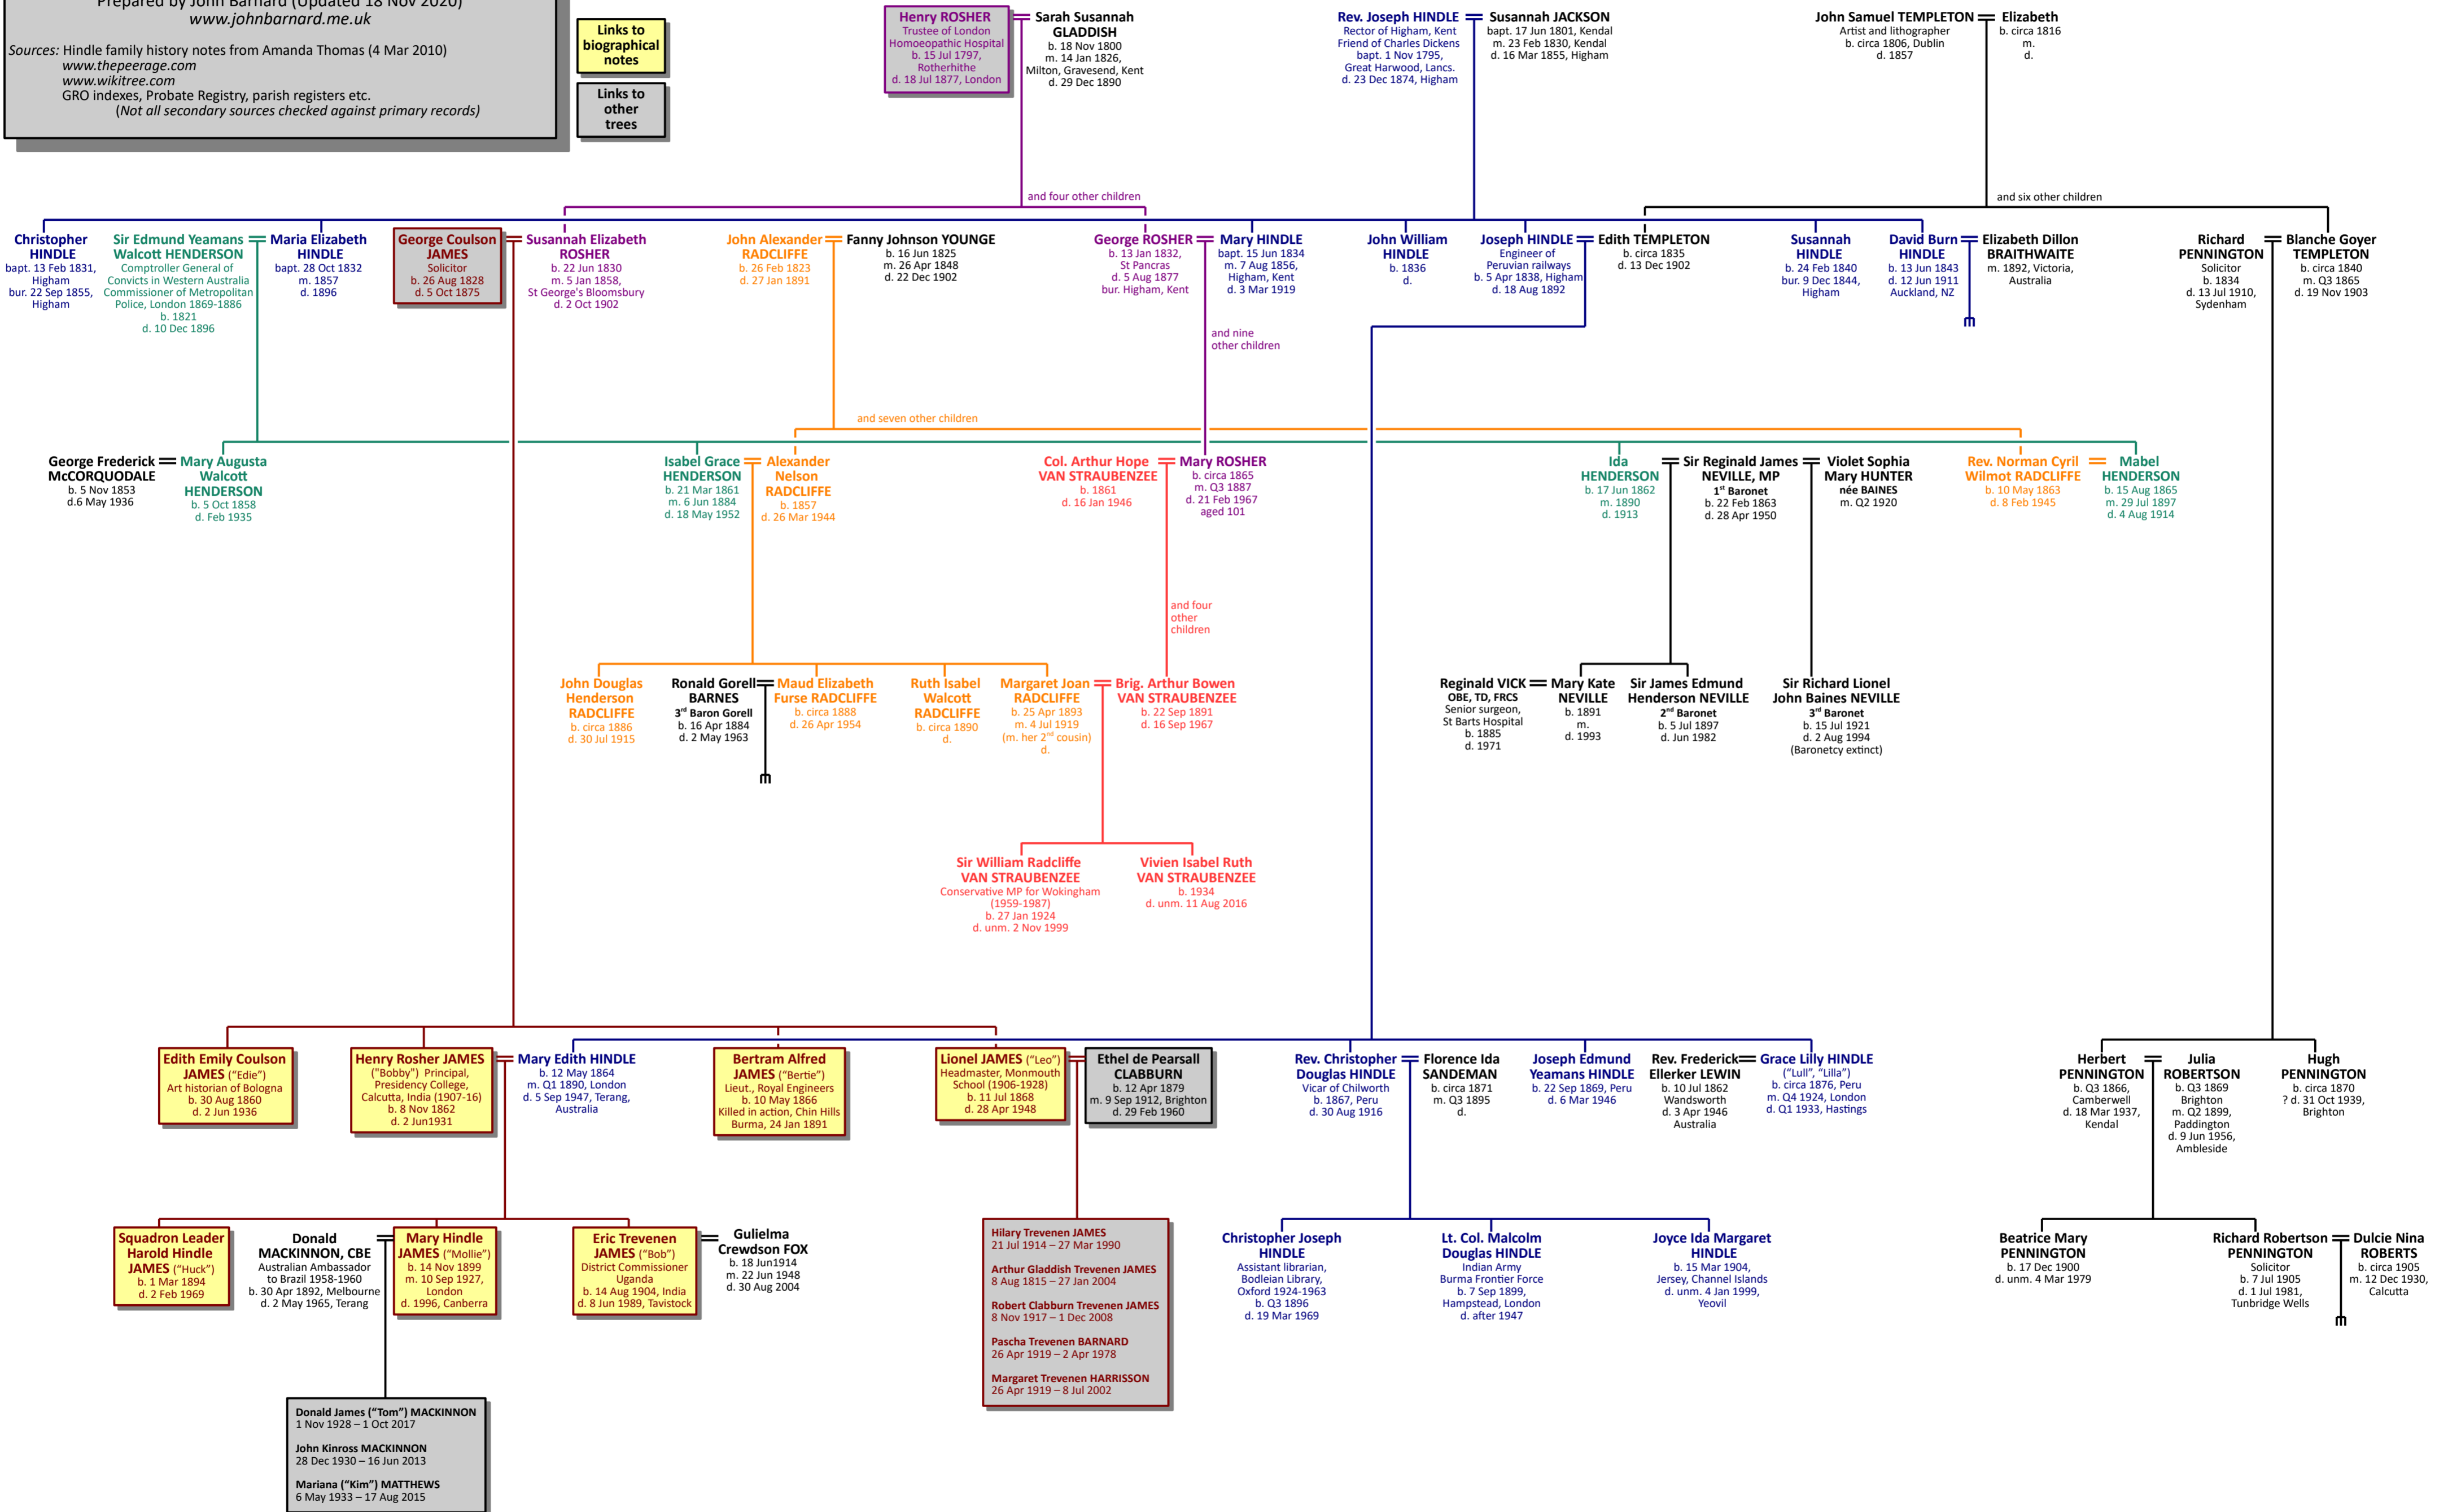 Prepared by John Barnard (Updated 18 Nov 2020)
www.johnbarnard.me.uk
Sources: Hindle family history notes from Amanda Thomas (4 Mar 2010)
www.thepeerage.com
www.wikitree.com
GRO indexes, Probate Registry, parish registers etc.
(Not all secondary sources checked against primary records)
Links to
biographical
notes
Links to
other
trees
Henry ROSHER
Trustee of London
Homoeopathic Hospital
b. 15 Jul 1797,
Rotherhithe
d. 18 Jul 1877, London
Sarah Susannah
GLADDISH
b. 18 Nov 1800
m. 14 Jan 1826,
Milton, Gravesend, Kent
d. 29 Dec 1890
Rev. Joseph HINDLE
Rector of Higham, Kent
Friend of Charles Dickens
bapt. 1 Nov 1795,
Great Harwood, Lancs.
d. 23 Dec 1874, Higham
Susannah JACKSON
bapt. 17 Jun 1801, Kendal
m. 23 Feb 1830, Kendal
d. 16 Mar 1855, Higham
John Samuel TEMPLETON
Artist and lithographer
b. circa 1806, Dublin
d. 1857
Elizabeth
b. circa 1816
m.
d.
and four other children
and six other children
Christopher
HINDLE
bapt. 13 Feb 1831,
Higham
bur. 22 Sep 1855,
Higham
Sir Edmund Yeamans
Walcott HENDERSON
Comptroller General of
Convicts in Western Australia
Commissioner of Metropolitan
Police, London 1869-1886
b. 1821
d. 10 Dec 1896
Maria Elizabeth
HINDLE
bapt. 28 Oct 1832
m. 1857
d. 1896
George Coulson
JAMES
Solicitor
b. 26 Aug 1828
d. 5 Oct 1875
Susannah Elizabeth
ROSHER
b. 22 Jun 1830
m. 5 Jan 1858,
St George's Bloomsbury
d. 2 Oct 1902
John Alexander
RADCLIFFE
b. 26 Feb 1823
d. 27 Jan 1891
Fanny Johnson YOUNGE
b. 16 Jun 1825
m. 26 Apr 1848
d. 22 Dec 1902
George ROSHER
b. 13 Jan 1832,
St Pancras
d. 5 Aug 1877
bur. Higham, Kent
Mary HINDLE
bapt. 15 Jun 1834
m. 7 Aug 1856,
Higham, Kent
d. 3 Mar 1919
John William
HINDLE
b. 1836
d.
Joseph HINDLE
Engineer of
Peruvian railways
b. 5 Apr 1838, Higham
d. 18 Aug 1892
Edith TEMPLETON
b. circa 1835
d. 13 Dec 1902
Susannah
HINDLE
b. 24 Feb 1840
bur. 9 Dec 1844,
Higham
David Burn
HINDLE
b. 13 Jun 1843
d. 12 Jun 1911
Auckland, NZ
Elizabeth Dillon
BRAITHWAITE
m. 1892, Victoria,
Australia
Richard
PENNINGTON
Solicitor
b. 1834
d. 13 Jul 1910,
Sydenham
Blanche Goyer
TEMPLETON
b. circa 1840
m. Q3 1865
d. 19 Nov 1903
and nine
other children
and seven other children
George Frederick
McCORQUODALE
b. 5 Nov 1853
d.6 May 1936
Mary Augusta
Walcott
HENDERSON
b. 5 Oct 1858
d. Feb 1935
Isabel Grace
HENDERSON
b. 21 Mar 1861
m. 6 Jun 1884
d. 18 May 1952
Alexander
Nelson
RADCLIFFE
b. 1857
d. 26 Mar 1944
Col. Arthur Hope
VAN STRAUBENZEE
b. 1861
d. 16 Jan 1946
Mary ROSHER
b. circa 1865
m. Q3 1887
d. 21 Feb 1967
aged 101
Ida
HENDERSON
b. 17 Jun 1862
m. 1890
d. 1913
Sir Reginald James
NEVILLE, MP
1st Baronet
b. 22 Feb 1863
d. 28 Apr 1950
Violet Sophia
Mary HUNTER
née BAINES
m. Q2 1920
Rev. Norman Cyril
Wilmot RADCLIFFE
b. 10 May 1863
d. 8 Feb 1945
Mabel
HENDERSON
b. 15 Aug 1865
m. 29 Jul 1897
d. 4 Aug 1914
and four
other
children
John Douglas
Henderson
RADCLIFFE
b. circa 1886
d. 30 Jul 1915
Ronald Gorell
BARNES
3rd Baron Gorell
b. 16 Apr 1884
d. 2 May 1963
Maud Elizabeth
Furse RADCLIFFE
b. circa 1888
d. 26 Apr 1954
Ruth Isabel
Walcott
RADCLIFFE
b. circa 1890
d.
Margaret Joan
RADCLIFFE
b. 25 Apr 1893
m. 4 Jul 1919
(m. her 2nd cousin)
d.
Brig. Arthur Bowen
VAN STRAUBENZEE
b. 22 Sep 1891
d. 16 Sep 1967
Reginald VICK
OBE, TD, FRCS
Senior surgeon,
St Barts Hospital
b. 1885
d. 1971
Mary Kate
NEVILLE
b. 1891
m.
d. 1993
Sir James Edmund
Henderson NEVILLE
2nd Baronet
b. 5 Jul 1897
d. Jun 1982
Sir Richard Lionel
John Baines NEVILLE
3rd Baronet
b. 15 Jul 1921
d. 2 Aug 1994
(Baronetcy extinct)
Sir William Radcliffe
VAN STRAUBENZEE
Conservative MP for Wokingham
(1959-1987)
b. 27 Jan 1924
d. unm. 2 Nov 1999
Vivien Isabel Ruth
VAN STRAUBENZEE
b. 1934
d. unm. 11 Aug 2016
Edith Emily Coulson
JAMES ("Edie")
Art historian of Bologna
b. 30 Aug 1860
d. 2 Jun 1936
Henry Rosher JAMES
("Bobby") Principal,
Presidency College,
Calcutta, India (1907-16)
b. 8 Nov 1862
d. 2 Jun1931
Mary Edith HINDLE
b. 12 May 1864
m. Q1 1890, London
d. 5 Sep 1947, Terang,
Australia
Bertram Alfred
JAMES ("Bertie")
Lieut., Royal Engineers
b. 10 May 1866
Killed in action, Chin Hills
Burma, 24 Jan 1891
Lionel JAMES ("Leo")
Headmaster, Monmouth
School (1906-1928)
b. 11 Jul 1868
d. 28 Apr 1948
Ethel de Pearsall
CLABBURN
b. 12 Apr 1879
m. 9 Sep 1912, Brighton
d. 29 Feb 1960
Rev. Christopher
Douglas HINDLE
Vicar of Chilworth
b. 1867, Peru
d. 30 Aug 1916
Florence Ida
SANDEMAN
b. circa 1871
m. Q3 1895
d.
Joseph Edmund
Yeamans HINDLE
b. 22 Sep 1869, Peru
d. 6 Mar 1946
Rev. Frederick
Ellerker LEWIN
b. 10 Jul 1862
Wandsworth
d. 3 Apr 1946
Australia
Grace Lilly HINDLE
("Lull", "Lilla")
b. circa 1876, Peru
m. Q4 1924, London
d. Q1 1933, Hastings
Herbert
PENNINGTON
b. Q3 1866,
Camberwell
d. 18 Mar 1937,
Kendal
Julia
ROBERTSON
b. Q3 1869
Brighton
m. Q2 1899,
Paddington
d. 9 Jun 1956,
Ambleside
Hugh
PENNINGTON
b. circa 1870
? d. 31 Oct 1939,
Brighton
Squadron Leader
Harold Hindle
JAMES ("Huck")
b. 1 Mar 1894
d. 2 Feb 1969
Donald
MACKINNON, CBE
Australian Ambassador
to Brazil 1958-1960
b. 30 Apr 1892, Melbourne
d. 2 May 1965, Terang
Mary Hindle
JAMES ("Mollie")
b. 14 Nov 1899
m. 10 Sep 1927,
London
d. 1996, Canberra
Eric Trevenen
JAMES ("Bob")
District Commissioner
Uganda
b. 14 Aug 1904, India
d. 8 Jun 1989, Tavistock
Gulielma
Crewdson FOX
b. 18 Jun1914
m. 22 Jun 1948
d. 30 Aug 2004
Hilary Trevenen JAMES
21 Jul 1914 – 27 Mar 1990
Arthur Gladdish Trevenen JAMES
8 Aug 1815 – 27 Jan 2004
Robert Clabburn Trevenen JAMES
8 Nov 1917 – 1 Dec 2008
Pascha Trevenen BARNARD
26 Apr 1919 – 2 Apr 1978
Margaret Trevenen HARRISSON
26 Apr 1919 – 8 Jul 2002
Christopher Joseph
HINDLE
Assistant librarian,
Bodleian Library,
Oxford 1924-1963
b. Q3 1896
d. 19 Mar 1969
Lt. Col. Malcolm
Douglas HINDLE
Indian Army
Burma Frontier Force
b. 7 Sep 1899,
Hampstead, London
d. after 1947
Joyce Ida Margaret
HINDLE
b. 15 Mar 1904,
Jersey, Channel Islands
d. unm. 4 Jan 1999,
Yeovil
Beatrice Mary
PENNINGTON
b. 17 Dec 1900
d. unm. 4 Mar 1979
Richard Robertson
PENNINGTON
Solicitor
b. 7 Jul 1905
d. 1 Jul 1981,
Tunbridge Wells
Dulcie Nina
ROBERTS
b. circa 1905
m. 12 Dec 1930,
Calcutta
Donald James ("Tom") MACKINNON
1 Nov 1928 – 1 Oct 2017
John Kinross MACKINNON
28 Dec 1930 – 16 Jun 2013
Mariana ("Kim") MATTHEWS
6 May 1933 – 17 Aug 2015